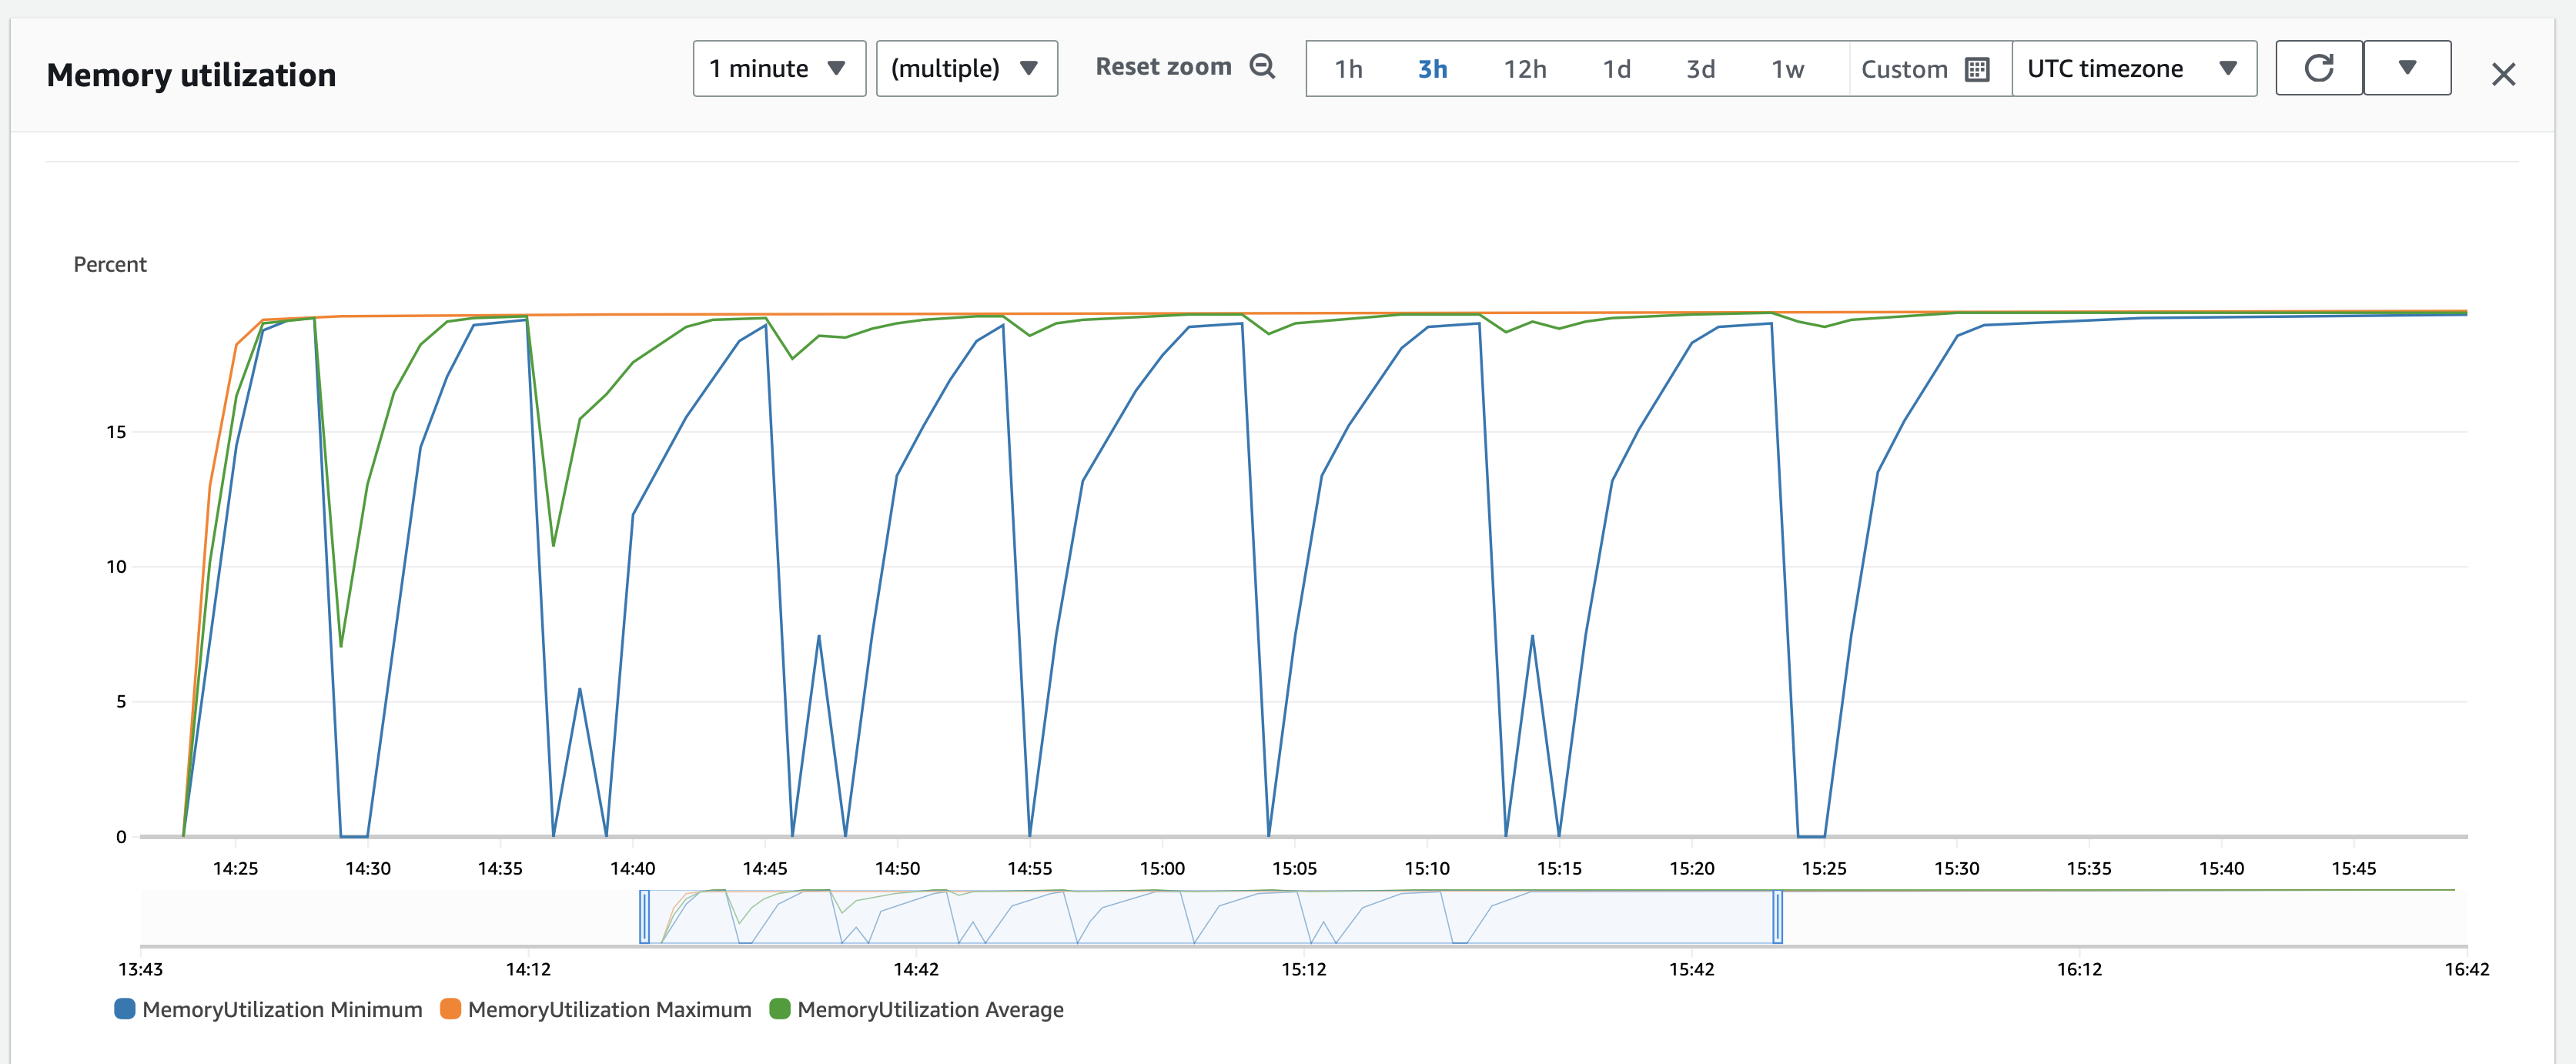 Memory utilization 1 minute (multiple) Reset zoom 1h 3h 12h 1d 3d 1w Custom UTC timezone
Percent
15
10
5
0
14:25 14:30 14:35 14:40 14:45 14:50 14:55 15:00 15:05 15:10 15:15 15:20 15:25 15:30 15:35 15:40 15:45
13:43 14:12 14:42 15:12 15:42 16:12 16:42
MemoryUtilization Minimum MemoryUtilization Maximum MemoryUtilization Average